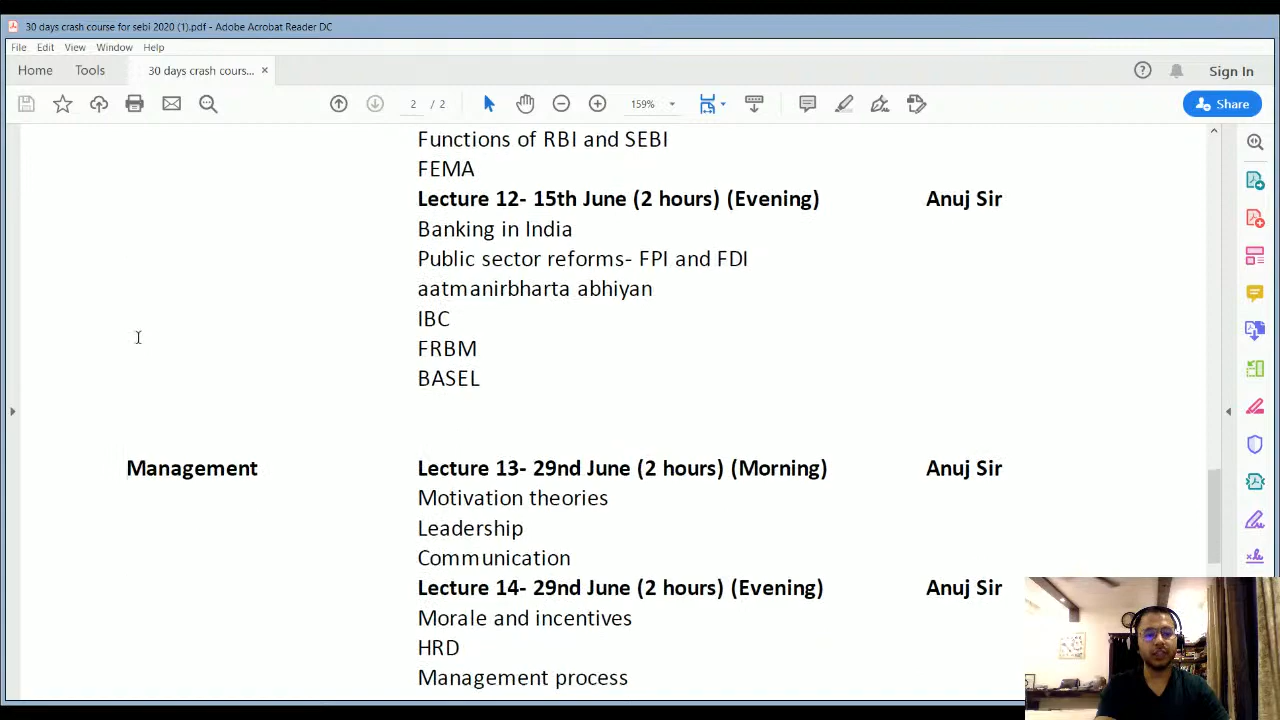 30 days crash course for sebi 2020 (1).pdf - Adobe Acrobat Reader DC
File Edit View Window Help
Home Tools 30 days crash cours... ×
Sign In
2 / 2 159% Share
Functions of RBI and SEBI
FEMA
Lecture 12- 15th June (2 hours) (Evening) Anuj Sir
Banking in India
Public sector reforms- FPI and FDI
aatmanirbharta abhiyan
IBC
FRBM
BASEL
Management Lecture 13- 29nd June (2 hours) (Morning) Anuj Sir
Motivation theories
Leadership
Communication
Lecture 14- 29nd June (2 hours) (Evening) Anuj Sir
Morale and incentives
HRD
Management process